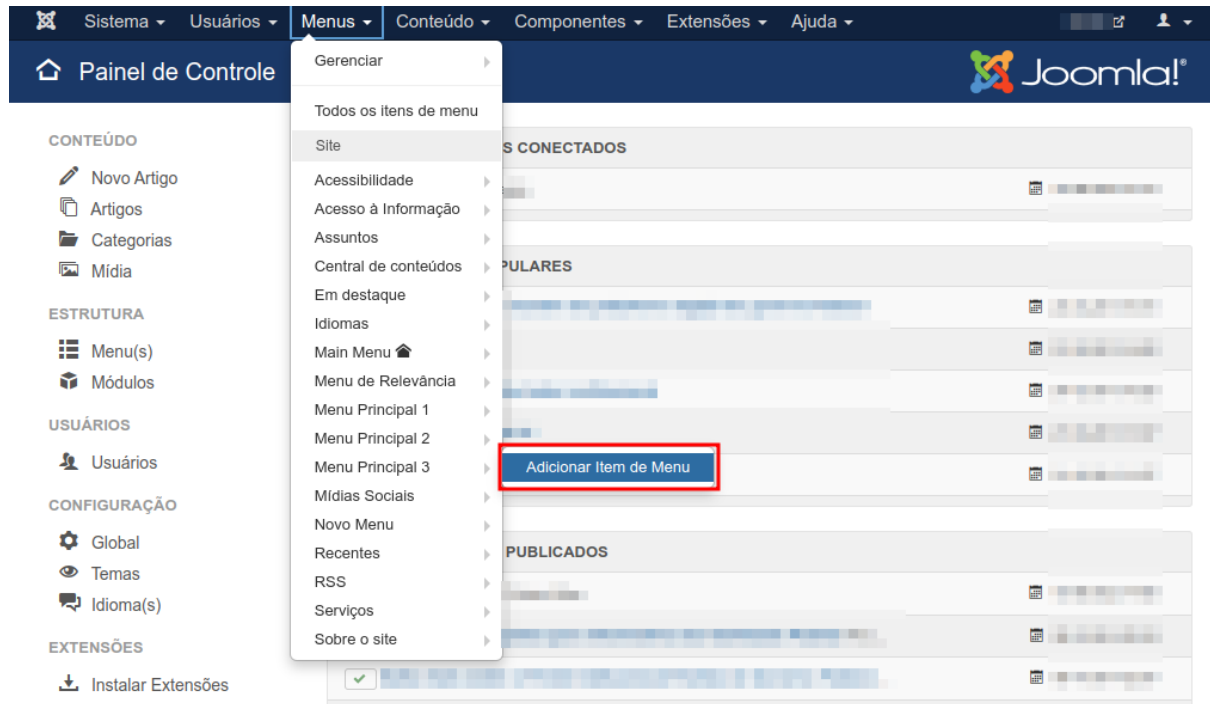 Sistema Usuários Menus Conteúdo Componentes Extensões Ajuda
Painel de Controle
Joomla!®
CONTEÚDO
Novo Artigo
Artigos
Categorias
Mídia
ESTRUTURA
Menu(s)
Módulos
USUÁRIOS
Usuários
CONFIGURAÇÃO
Global
Temas
Idioma(s)
EXTENSÕES
Instalar Extensões
Gerenciar
Todos os itens de menu
Site
Acessibilidade
Acesso à Informação
Assuntos
Central de conteúdos
Em destaque
Idiomas
Main Menu
Menu de Relevância
Menu Principal 1
Menu Principal 2
Menu Principal 3
Adicionar Item de Menu
Mídias Sociais
Novo Menu
Recentes
RSS
Serviços
Sobre o site
S CONECTADOS
PULARES
PUBLICADOS